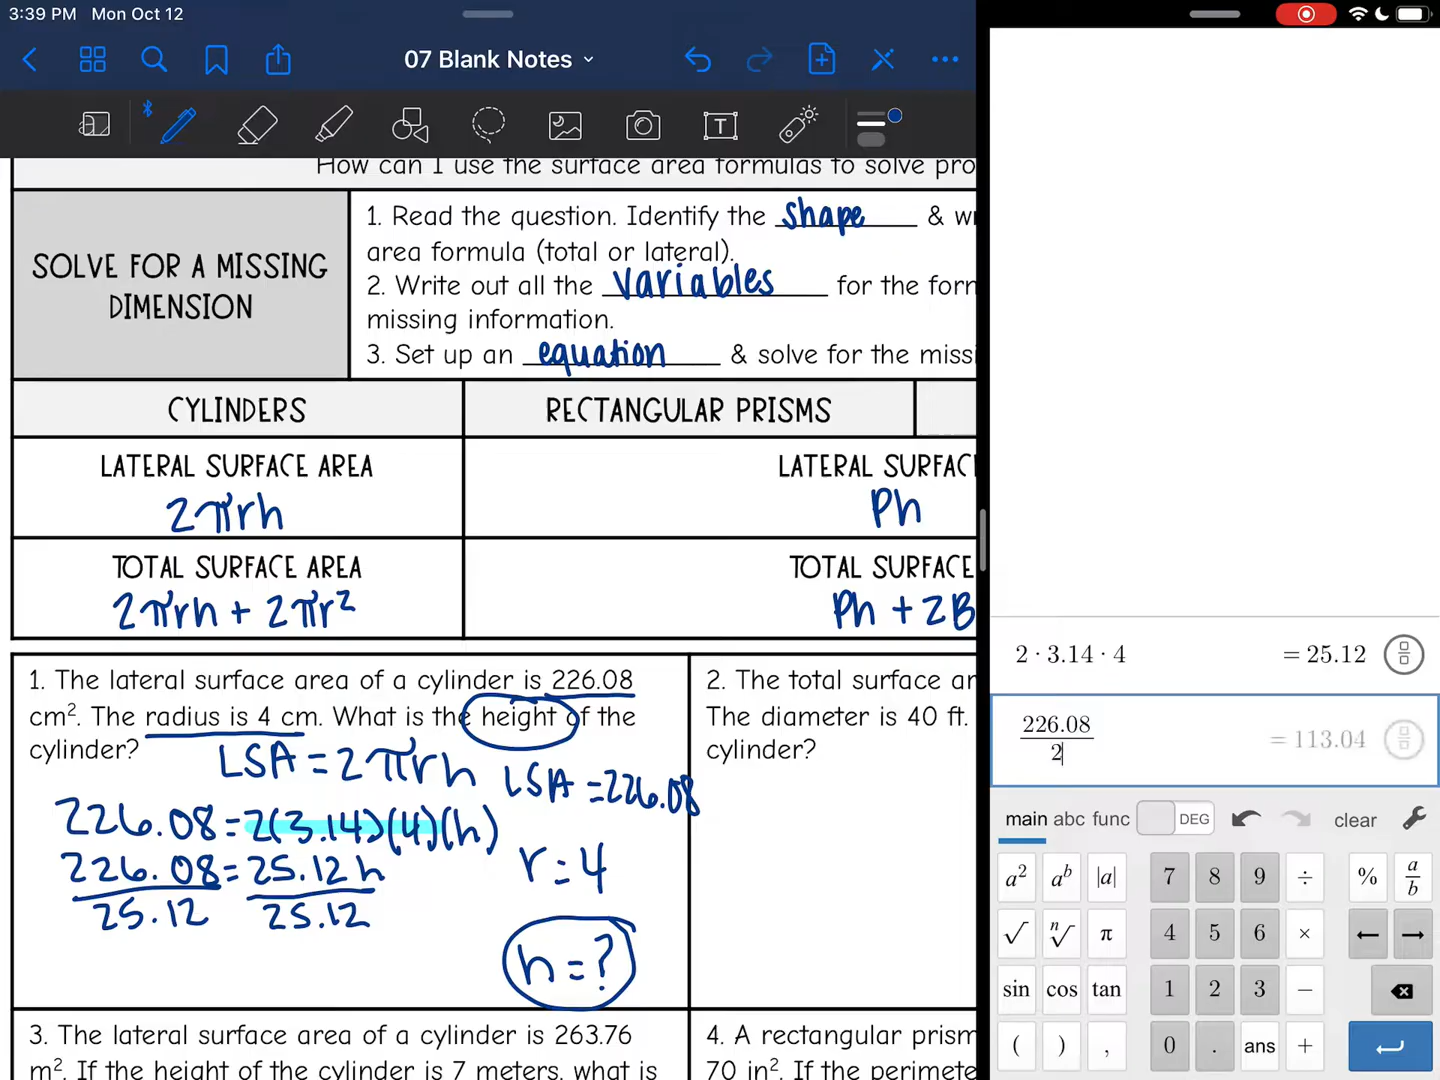 3:39 PM Mon Oct 12
07 Blank Notes
T
How can I use the surface area formulas to solve pro
SOLVE FOR A MISSING
DIMENSION
1. Read the question. Identify the shape & wr
area formula (total or lateral).
2. Write out all the variables for the form
missing information.
3. Set up an equation & solve for the missi
CYLINDERS
RECTANGULAR PRISMS
LATERAL SURFACE AREA
2πrh
LATERAL SURFAC
Ph
TOTAL SURFACE AREA
2πrh + 2πr²
TOTAL SURFACE
Ph + 2B
1. The lateral surface area of a cylinder is 226.08
cm². The radius is 4 cm. What is the height of the
cylinder?
LSA = 2πrh
LSA = 226.08
226.08 = 2(3.14)(4)(h)
226.08 = 25.12h
25.12 25.12
r = 4
h = ?
2. The total surface ar
The diameter is 40 ft.
cylinder?
3. The lateral surface area of a cylinder is 263.76
m². If the height of the cylinder is 7 meters, what is
4. A rectangular prism
70 in². If the perimete
2 · 3.14 · 4 = 25.12
226.08
2
= 113.04
main abc func DEG clear
a² aᵇ |a| 7 8 9 ÷ % a/b
√ ⁿ√ π 4 5 6 × ← →
sin cos tan 1 2 3 −
( ) , 0 . ans +